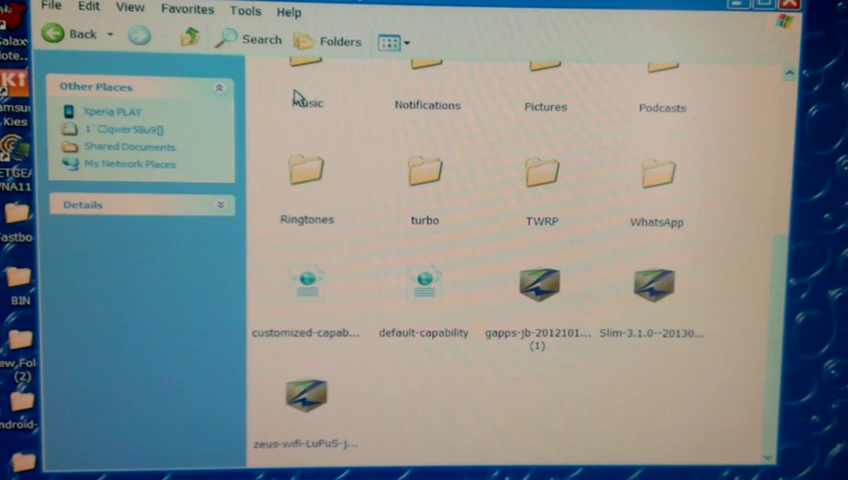 File Edit View Favorites Tools Help
Back Search Folders
Other Places
Xperia PLAY
Shared Documents
My Network Places
Details
Music Notifications Pictures Podcasts
Ringtones turbo TWRP WhatsApp
customized-capab... default-capability gapps-jb-2012101... Slim-3.1.0--20130...
(1)
zeus-wifi-LuPuS-j...
Kies
BIN
(2)